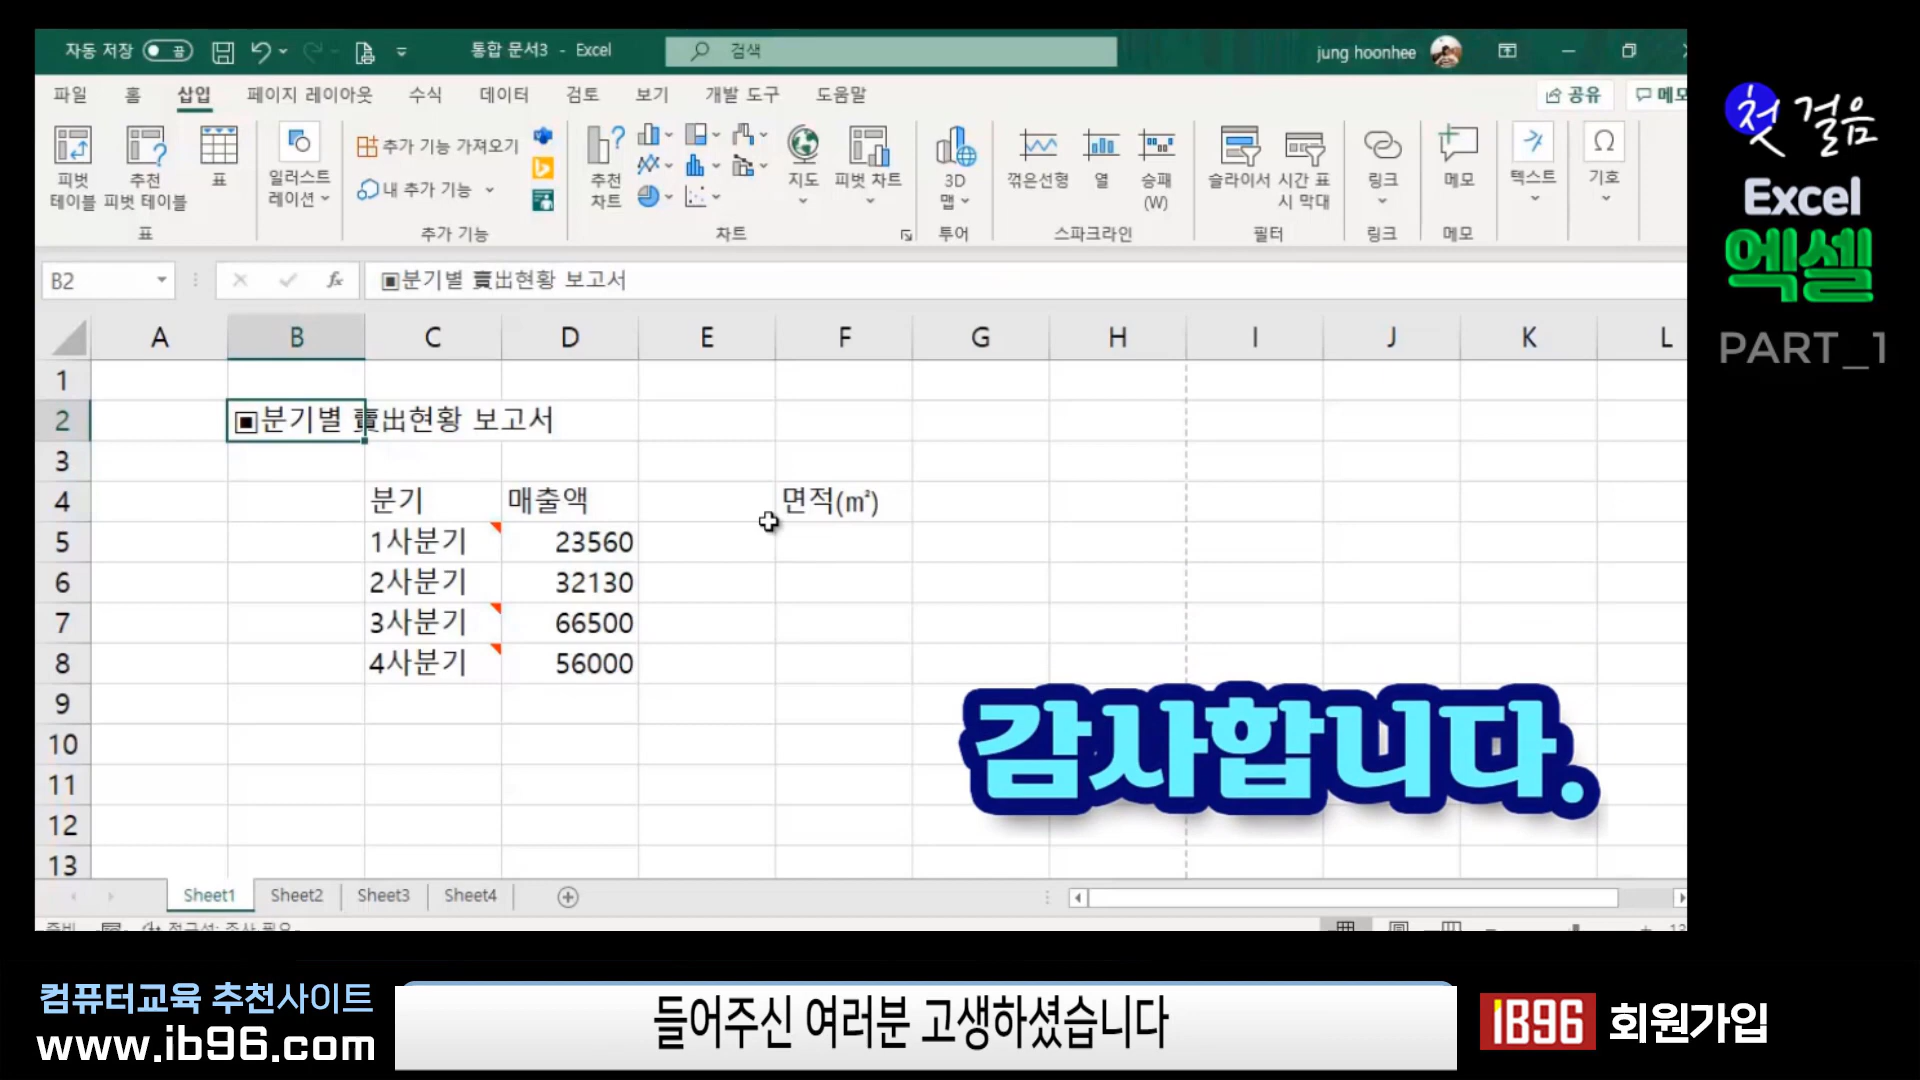 자동 저장 끔 통합 문서3 - Excel 검색 jung hoonhee
파일 홈 삽입 페이지 레이아웃 수식 데이터 검토 보기 개발 도구 도움말 공유 메모
피벗 테이블
추천 피벗 테이블
표
일러스트레이션
추가 기능 가져오기
내 추가 기능
추천 차트
지도
피벗 차트
3D 맵
꺾은선형
열
승패 (W)
슬라이서
시간 표시 막대
링크
메모
텍스트
기호
표 추가 기능 차트 투어 스파크라인 필터 링크 메모
B2 fx ▣분기별 賣出현황 보고서
A B C D E F G H I J K L
1
2 ▣분기별 賣出현황 보고서
3
4 분기 매출액 면적(㎡)
5 1사분기 23560
6 2사분기 32130
7 3사분기 66500
8 4사분기 56000
9
10
11
12
13
감사합니다.
Sheet1 Sheet2 Sheet3 Sheet4
첫 걸음
Excel
엑셀
PART_1
컴퓨터교육 추천사이트
www.ib96.com
들어주신 여러분 고생하셨습니다
IB96 회원가입